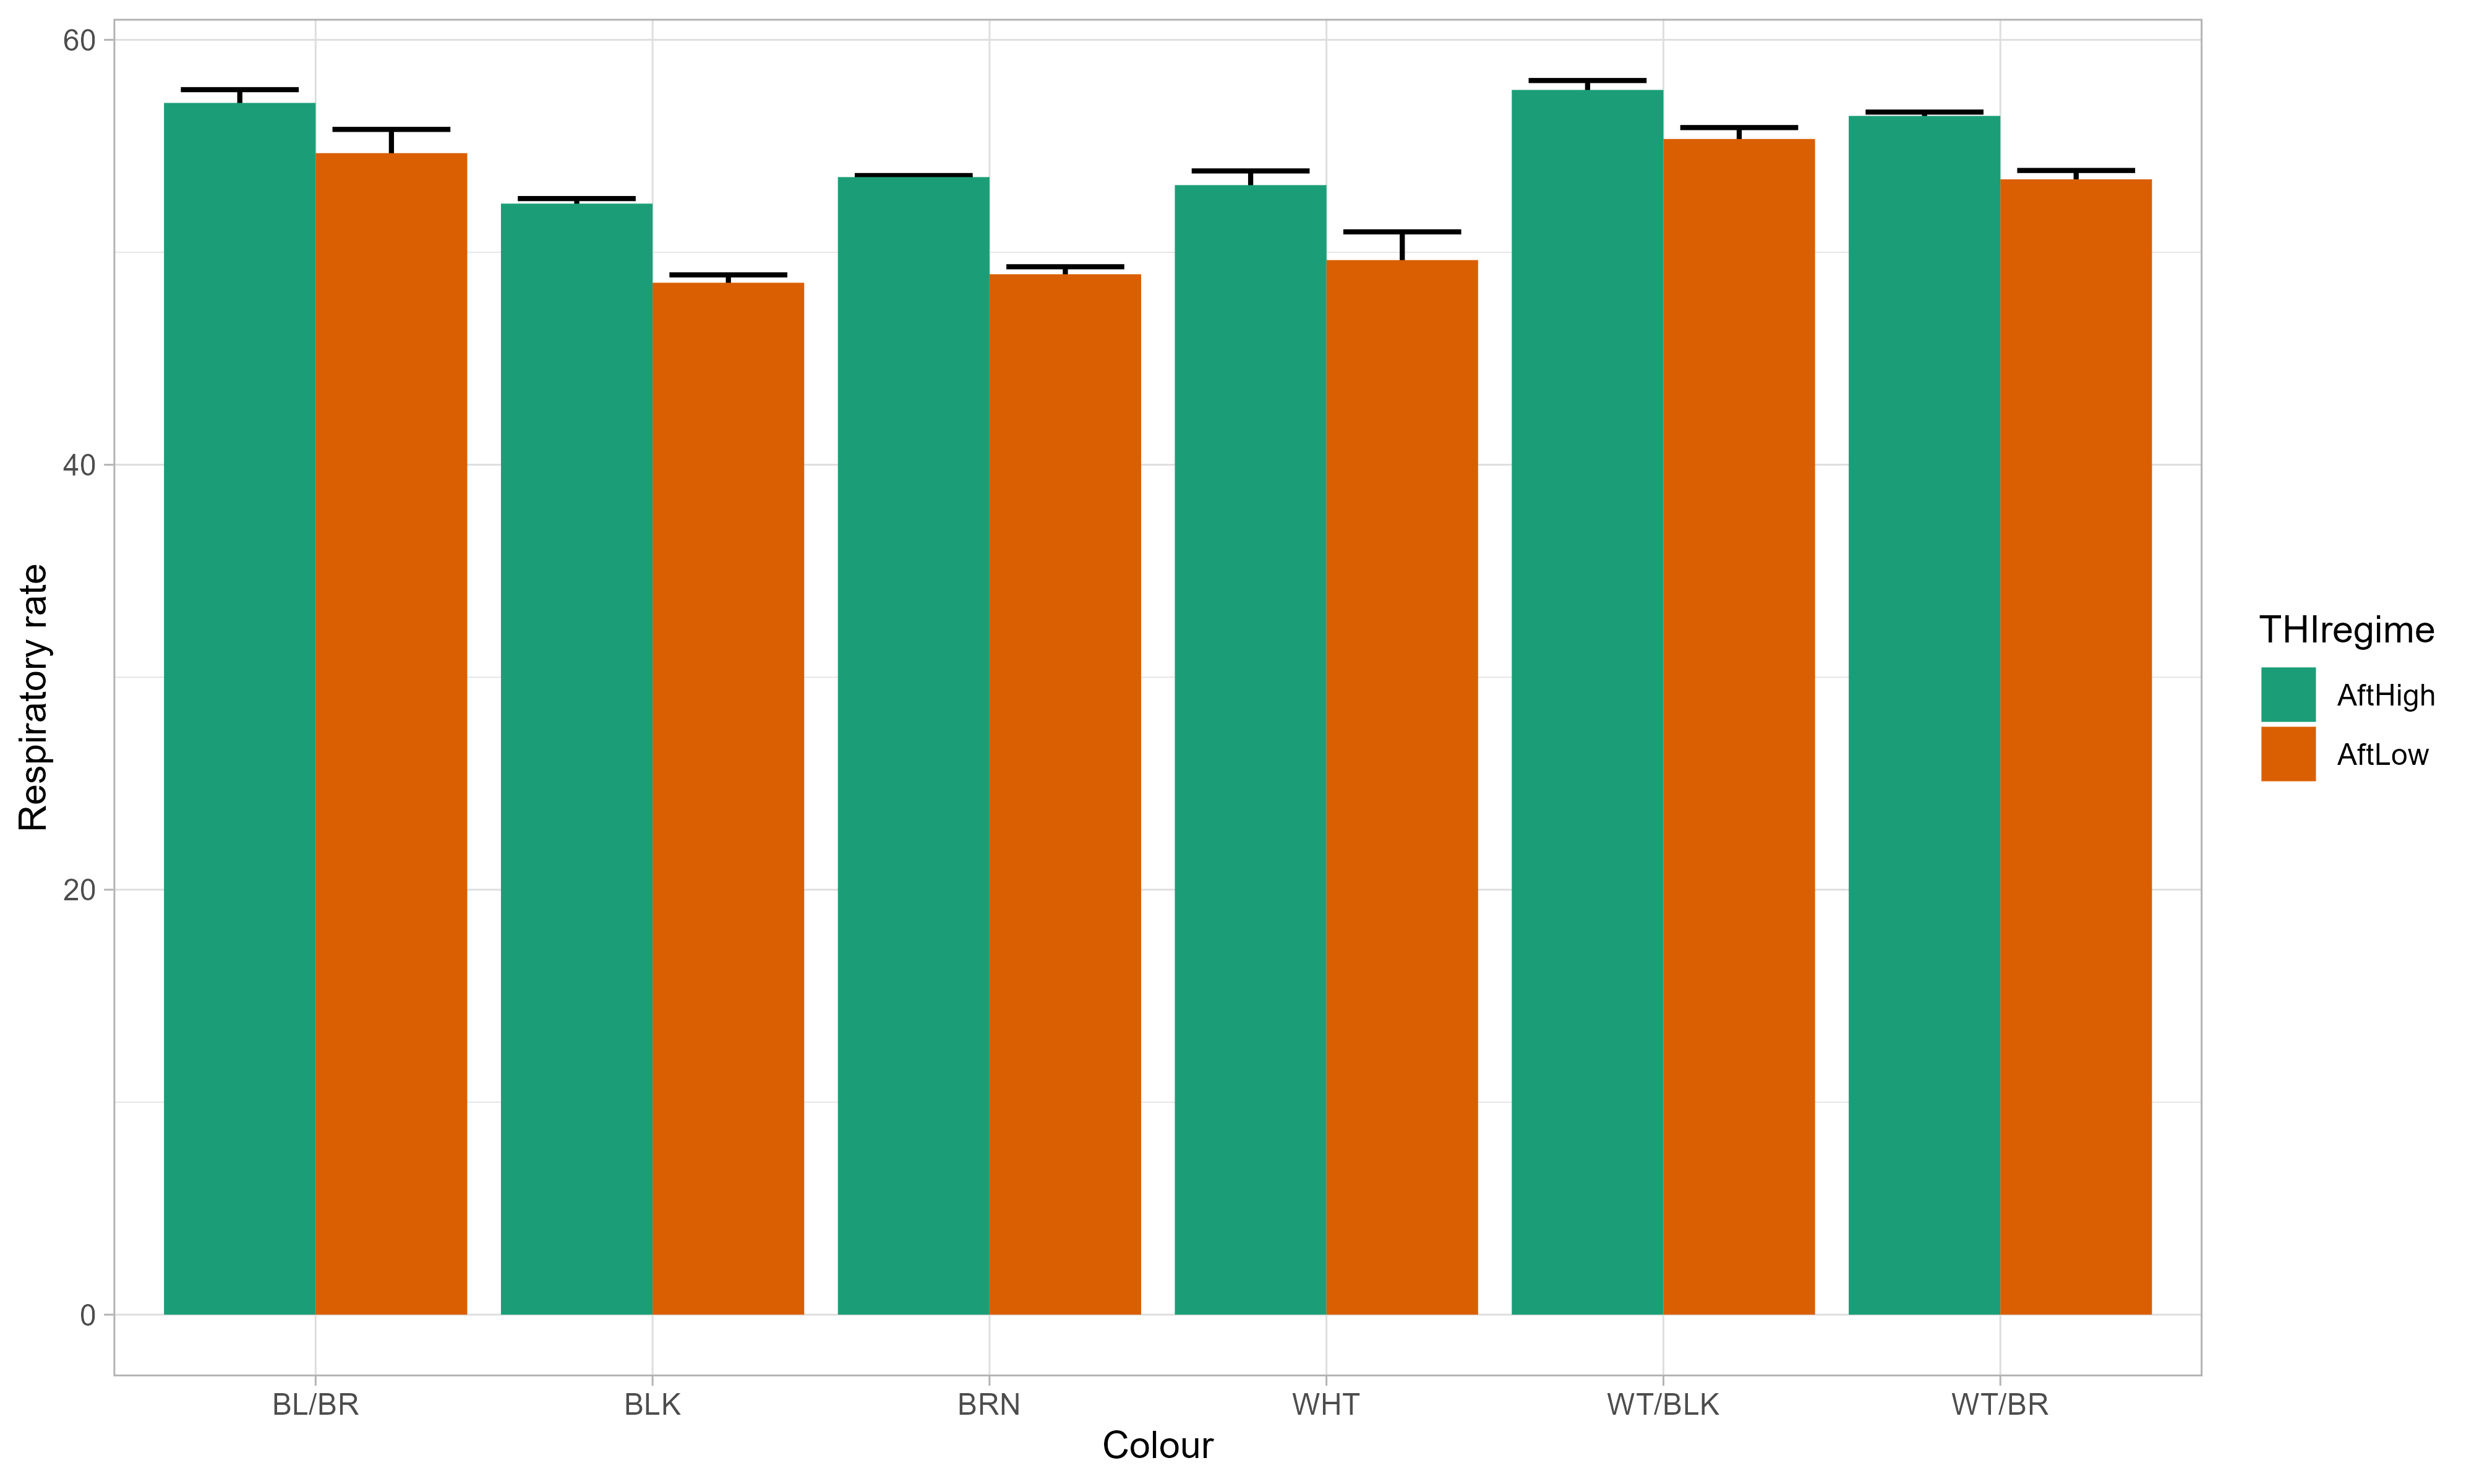 60
40
20
0
Respiratory rate
BL/BR
BLK
BRN
WHT
WT/BLK
WT/BR
Colour
THIregime
AftHigh
AftLow